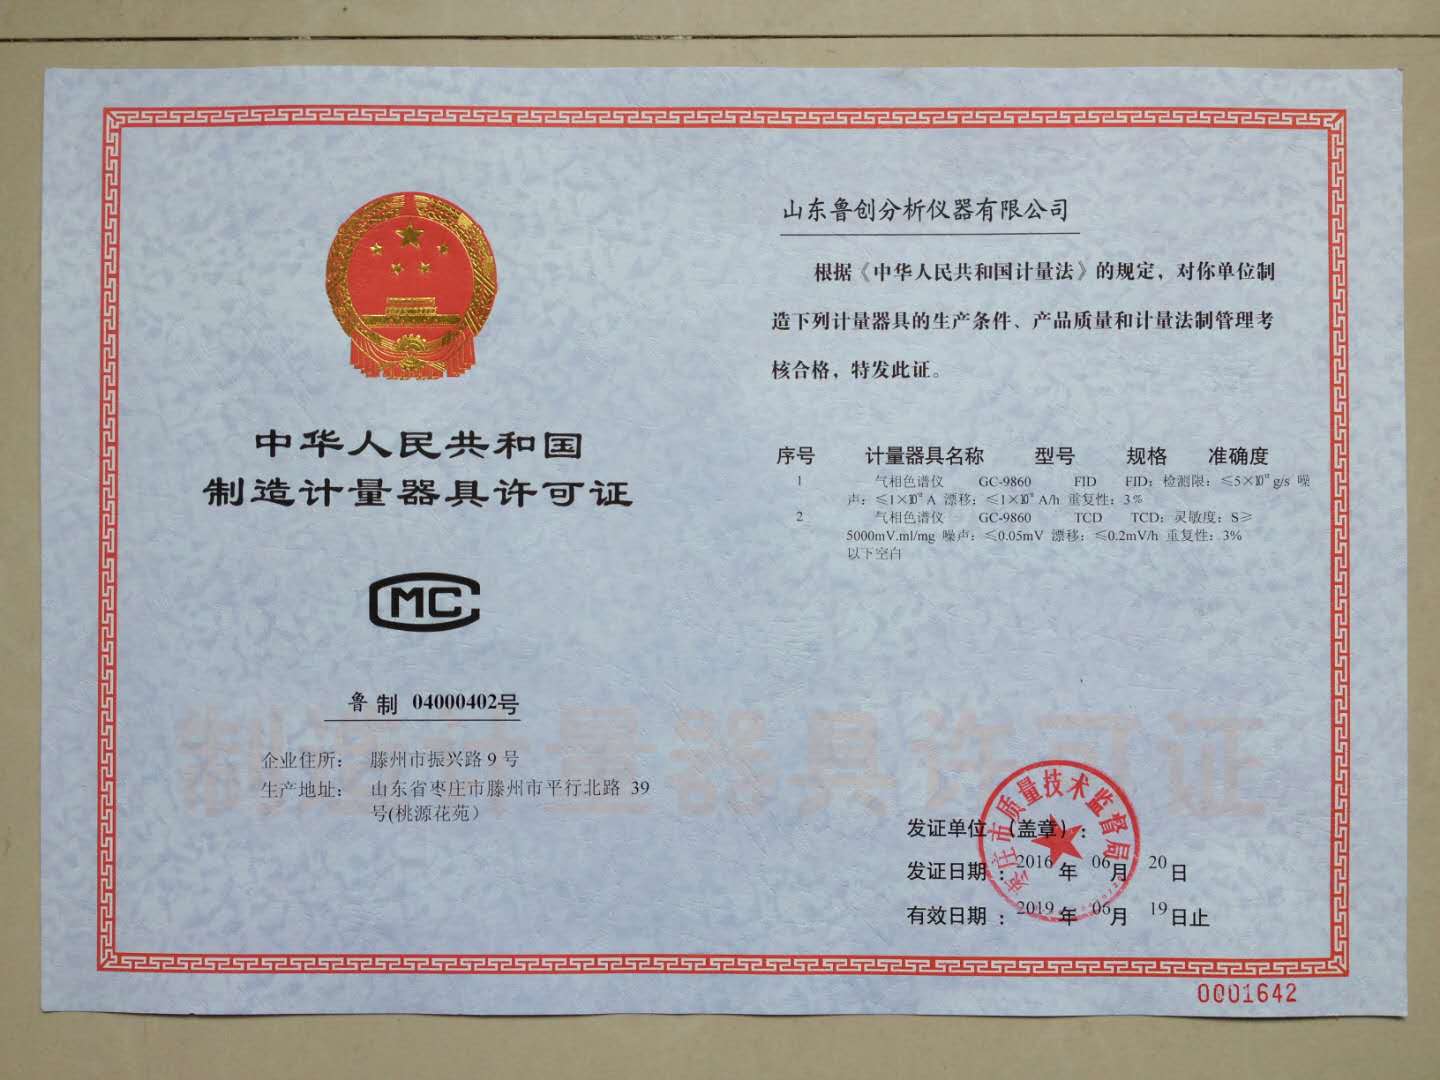 中华人民共和国
制造计量器具许可证
MC
鲁 制 04000402号
企业住所： 滕州市振兴路 9 号
生产地址： 山东省枣庄市滕州市平行北路 39
号(桃源花苑）
山东鲁创分析仪器有限公司
根据《中华人民共和国计量法》的规定，对你单位制
造下列计量器具的生产条件、产品质量和计量法制管理考
核合格，特发此证。
序号 计量器具名称 型号 规格 准确度
1 气相色谱仪 GC-9860 FID FID：检测限：≤5×10 g/s 噪
声：≤1×10 A 漂移：≤1×10 A/h 重复性：3%
2 气相色谱仪 GC-9860 TCD TCD：灵敏度：S≥
5000mV.ml/mg 噪声：≤0.05mV 漂移：≤0.2mV/h 重复性：3%
以下空白
制造计量器具许可证
发证单位（盖章）：
枣庄市质量技术监督局
发证日期：2016 年 06 月 20 日
有效日期：2019 年 06 月 19 日止
0001642